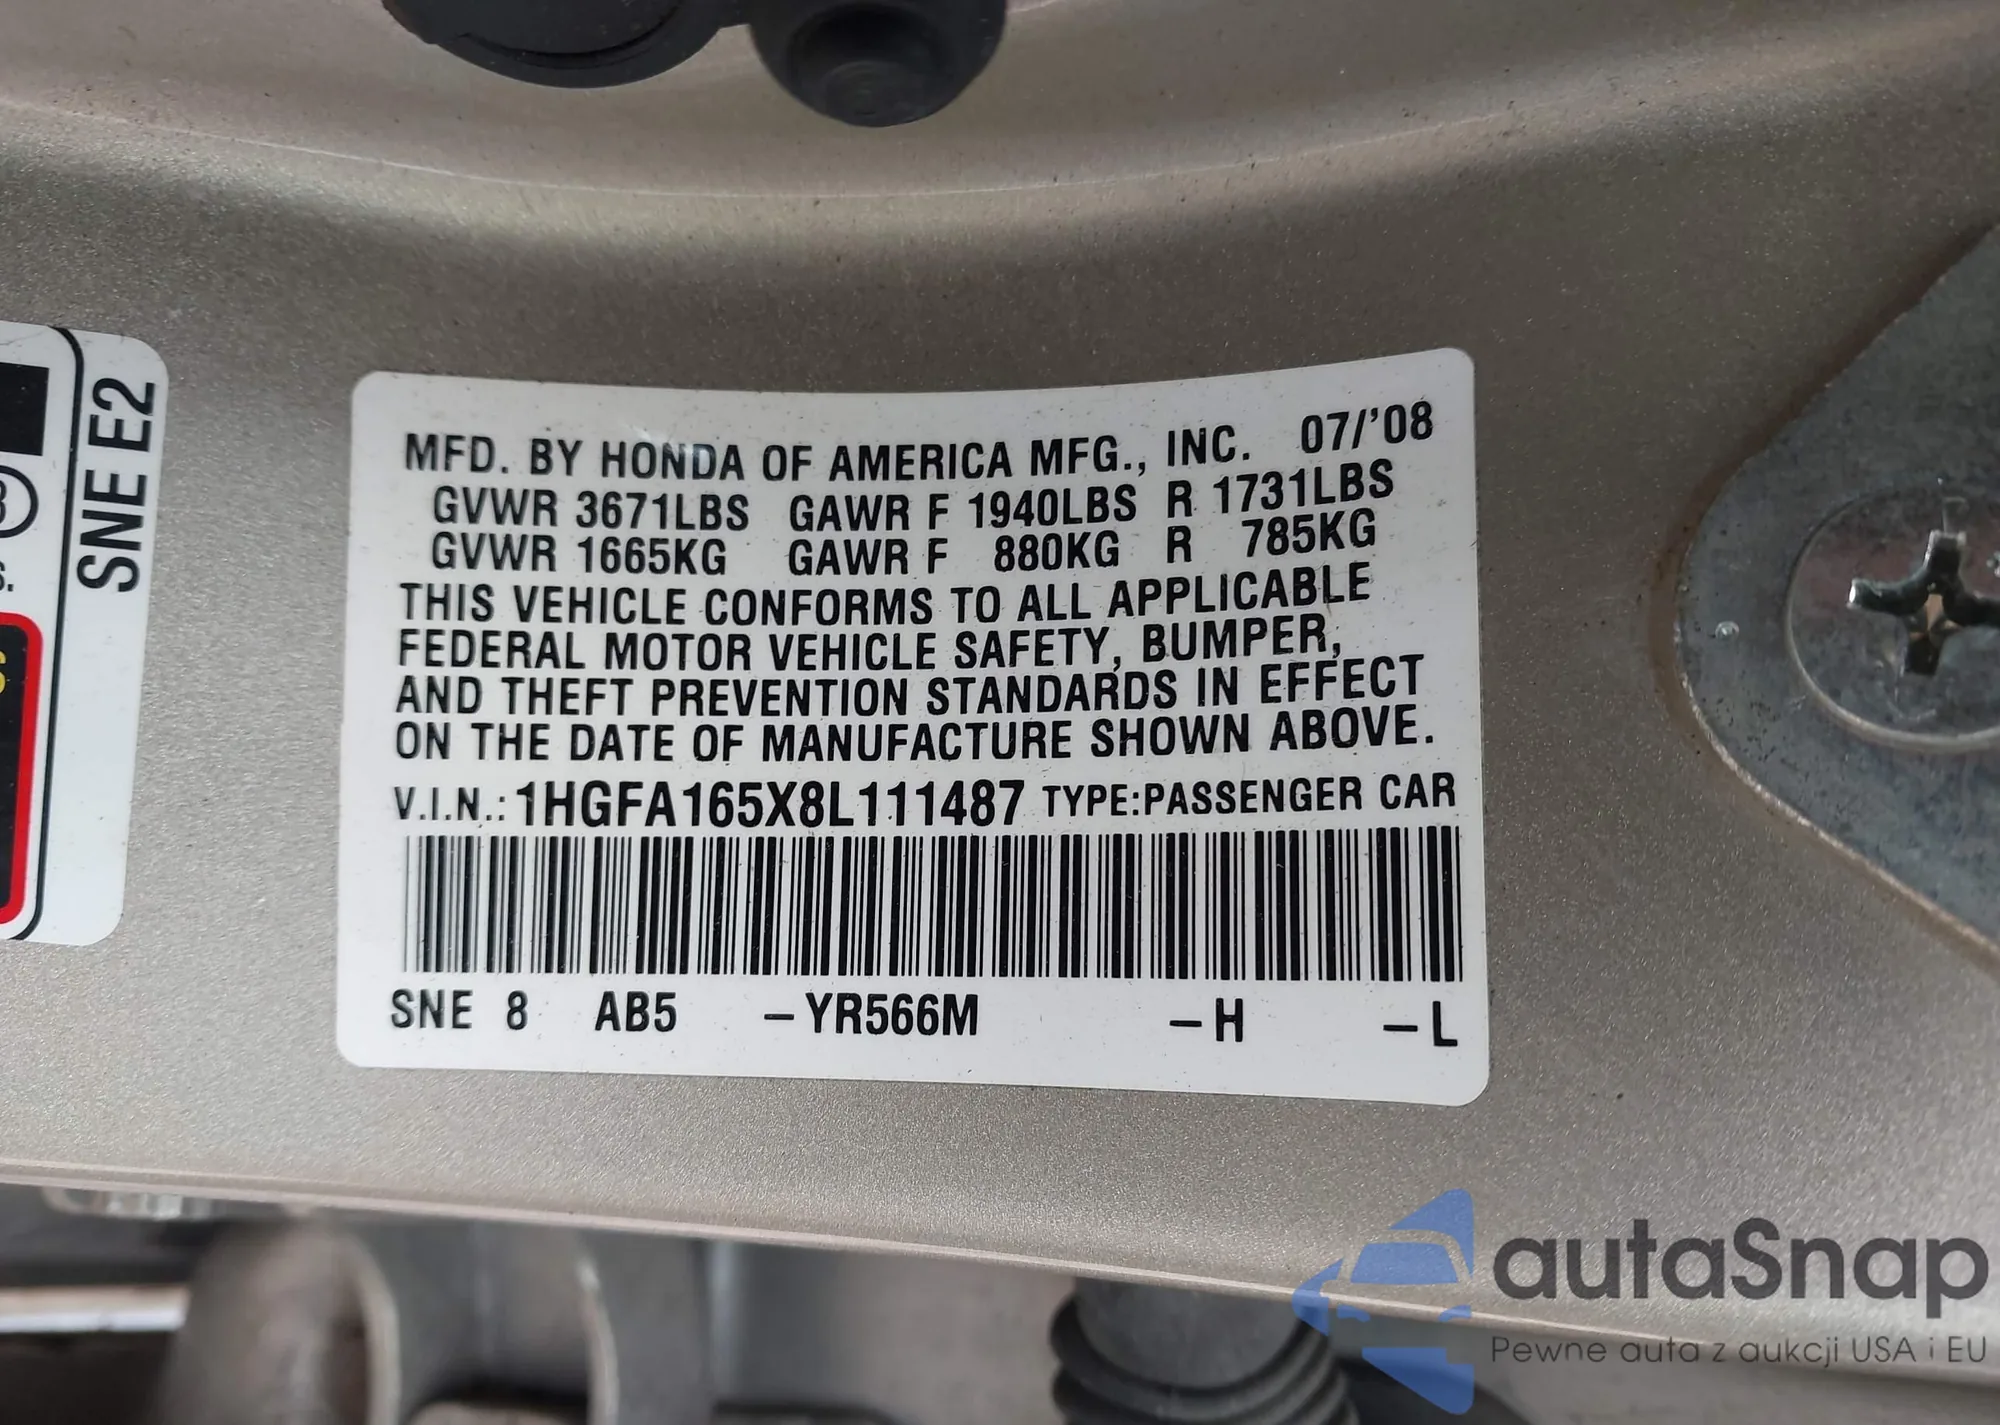 SNE E2
MFD. BY HONDA OF AMERICA MFG., INC. 07/'08
GVWR 3671LBS GAWR F 1940LBS R 1731LBS
GVWR 1665KG GAWR F 880KG R 785KG
THIS VEHICLE CONFORMS TO ALL APPLICABLE
FEDERAL MOTOR VEHICLE SAFETY, BUMPER,
AND THEFT PREVENTION STANDARDS IN EFFECT
ON THE DATE OF MANUFACTURE SHOWN ABOVE.
V.I.N.: 1HGFA165X8L111487 TYPE:PASSENGER CAR
SNE 8 AB5 –YR566M –H –L
autaSnap
Pewne auta z aukcji USA i EU